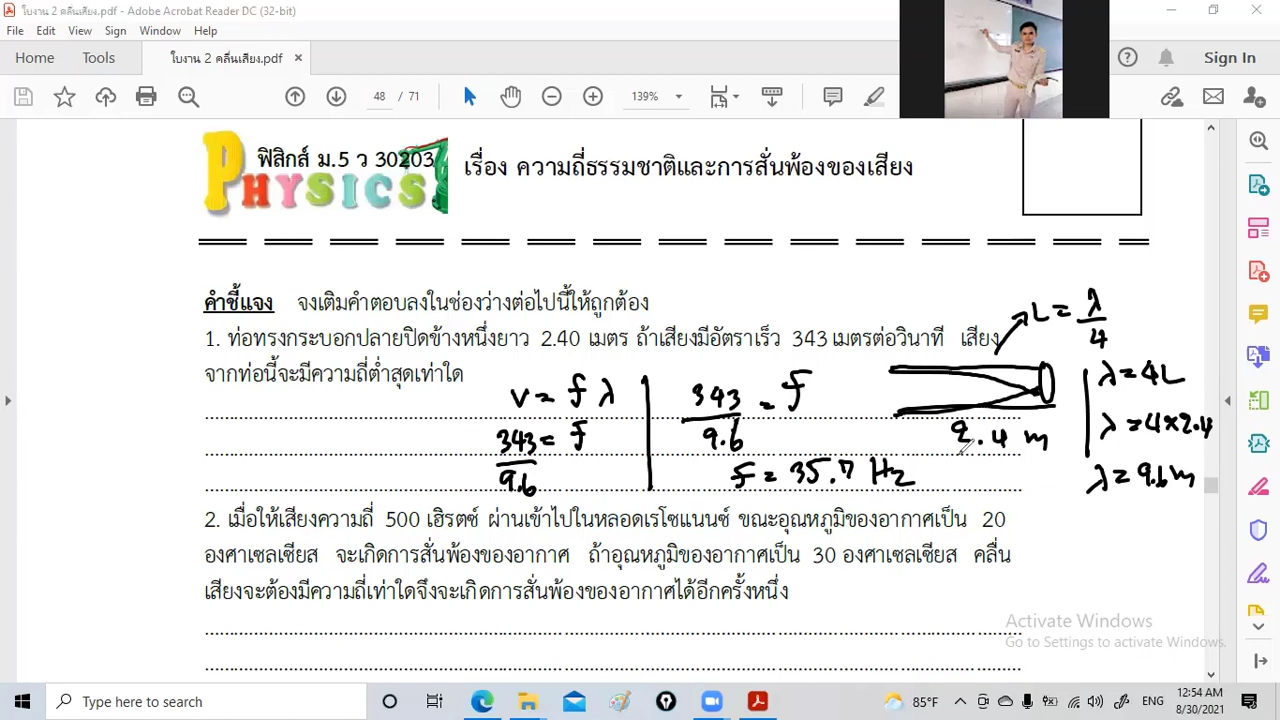 ใบงาน 2 คลื่นเสียง.pdf - Adobe Acrobat Reader DC (32-bit)
File Edit View Sign Window Help
Home Tools ใบงาน 2 คลื่นเสียง.pdf × Sign In
48 / 71 139%
ฟิสิกส์ ม.5 ว 30203
PHYSICS
เรื่อง ความถี่ธรรมชาติและการสั่นพ้องของเสียง
คำชี้แจง จงเติมคำตอบลงในช่องว่างต่อไปนี้ให้ถูกต้อง
L = λ/4
1. ท่อทรงกระบอกปลายปิดข้างหนึ่งยาว 2.40 เมตร ถ้าเสียงมีอัตราเร็ว 343 เมตรต่อวินาที เสียง
จากท่อนี้จะมีความถี่ต่ำสุดเท่าใด
v = f λ
343/9.6 = f
343/9.6 = f
f = 35.7 Hz
2.4 m
λ = 4L
λ = 4×2.4
λ = 9.6 m
2. เมื่อให้เสียงความถี่ 500 เฮิรตซ์ ผ่านเข้าไปในหลอดเรโซแนนซ์ ขณะอุณหภูมิของอากาศเป็น 20
องศาเซลเซียส จะเกิดการสั่นพ้องของอากาศ ถ้าอุณหภูมิของอากาศเป็น 30 องศาเซลเซียส คลื่น
เสียงจะต้องมีความถี่เท่าใดจึงจะเกิดการสั่นพ้องของอากาศได้อีกครั้งหนึ่ง
Activate Windows
Go to Settings to activate Windows.
Type here to search
85°F ENG 12:54 AM
8/30/2021